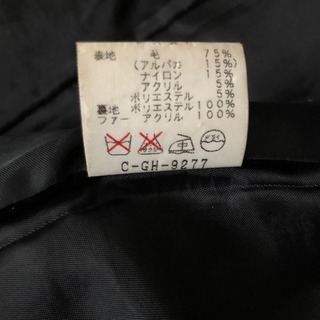 表地 毛 75%
(アルパカ 15%)
ナイロン 15%
アクリル 5%
ポリエステル 5%
裏地 ポリエステル 100%
ファー アクリル 100%
C-GH-9277